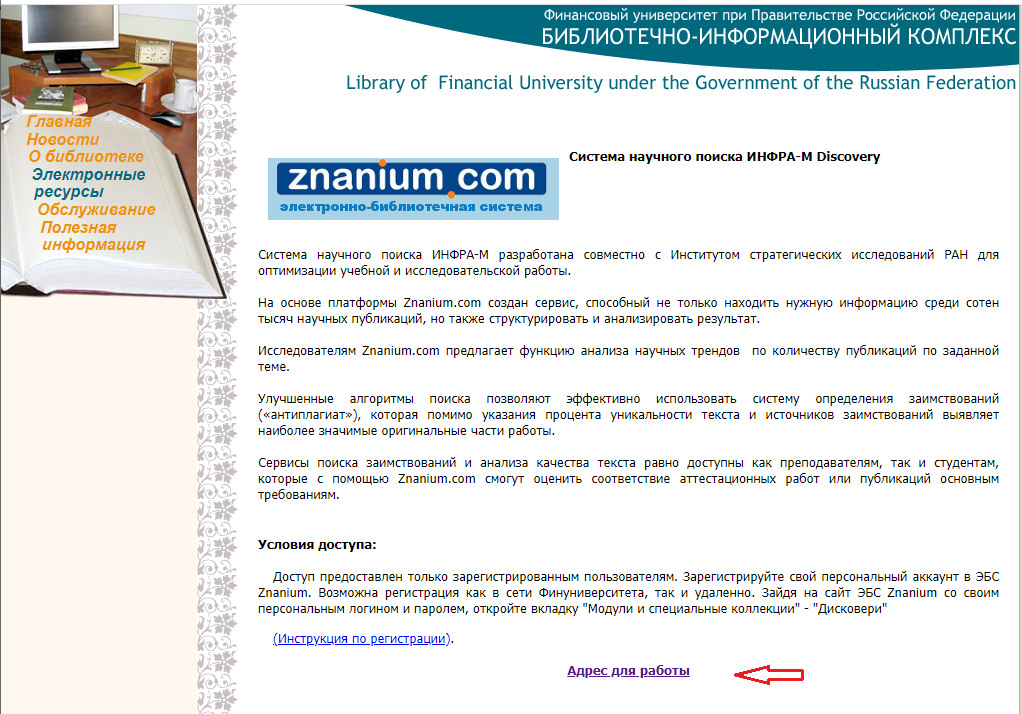 Финансовый университет при Правительстве Российской Федерации
БИБЛИОТЕЧНО-ИНФОРМАЦИОННЫЙ КОМПЛЕКС
Library of Financial University under the Government of the Russian Federation
Главная
Новости
О библиотеке
Электронные
ресурсы
Обслуживание
Полезная
информация
znanium.com
электронно-библиотечная система
Система научного поиска ИНФРА-М Discovery
Система научного поиска ИНФРА-М разработана совместно с Институтом стратегических исследований РАН для
оптимизации учебной и исследовательской работы.
На основе платформы Znanium.com создан сервис, способный не только находить нужную информацию среди сотен
тысяч научных публикаций, но также структурировать и анализировать результат.
Исследователям Znanium.com предлагает функцию анализа научных трендов по количеству публикаций по заданной
теме.
Улучшенные алгоритмы поиска позволяют эффективно использовать систему определения заимствований
(«антиплагиат»), которая помимо указания процента уникальности текста и источников заимствований выявляет
наиболее значимые оригинальные части работы.
Сервисы поиска заимствований и анализа качества текста равно доступны как преподавателям, так и студентам,
которые с помощью Znanium.com смогут оценить соответствие аттестационных работ или публикаций основным
требованиям.
Условия доступа:
Доступ предоставлен только зарегистрированным пользователям. Зарегистрируйте свой персональный аккаунт в ЭБС
Znanium. Возможна регистрация как в сети Финуниверситета, так и удаленно. Зайдя на сайт ЭБС Znanium со своим
персональным логином и паролем, откройте вкладку "Модули и специальные коллекции" - "Дисковери"
(Инструкция по регистрации).
Адрес для работы